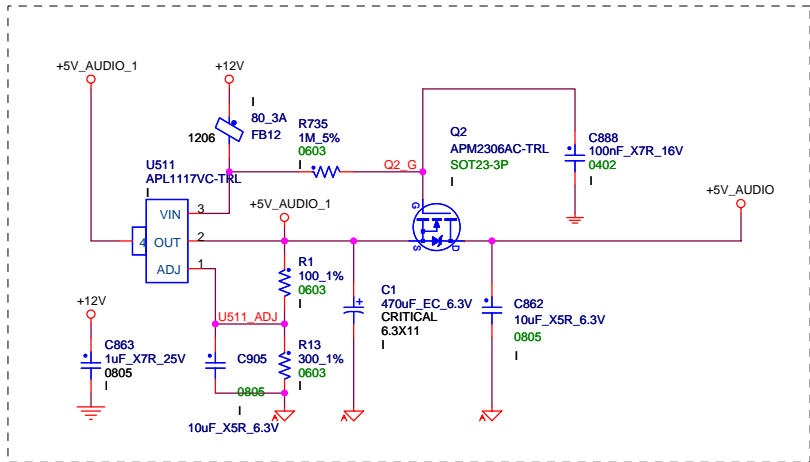 +5V_AUDIO_1
+12V
80_3A
FB12
1206
R735
1M_5%
0603
Q2
APM2306AC-TRL
SOT23-3P
C888
100nF_X7R_16V
0402
U511
APL1117VC-TRL
Q2_G
+5V_AUDIO
+5V_AUDIO_1
VIN
3
4
OUT
2
ADJ
1
G
S
D
R1
100_1%
0603
C1
470uF_EC_6.3V
CRITICAL
6.3X11
C862
10uF_X5R_6.3V
0805
+12V
U511_ADJ
C863
1uF_X7R_25V
0805
C905
0805
10uF_X5R_6.3V
R13
300_1%
0603
A
A
A